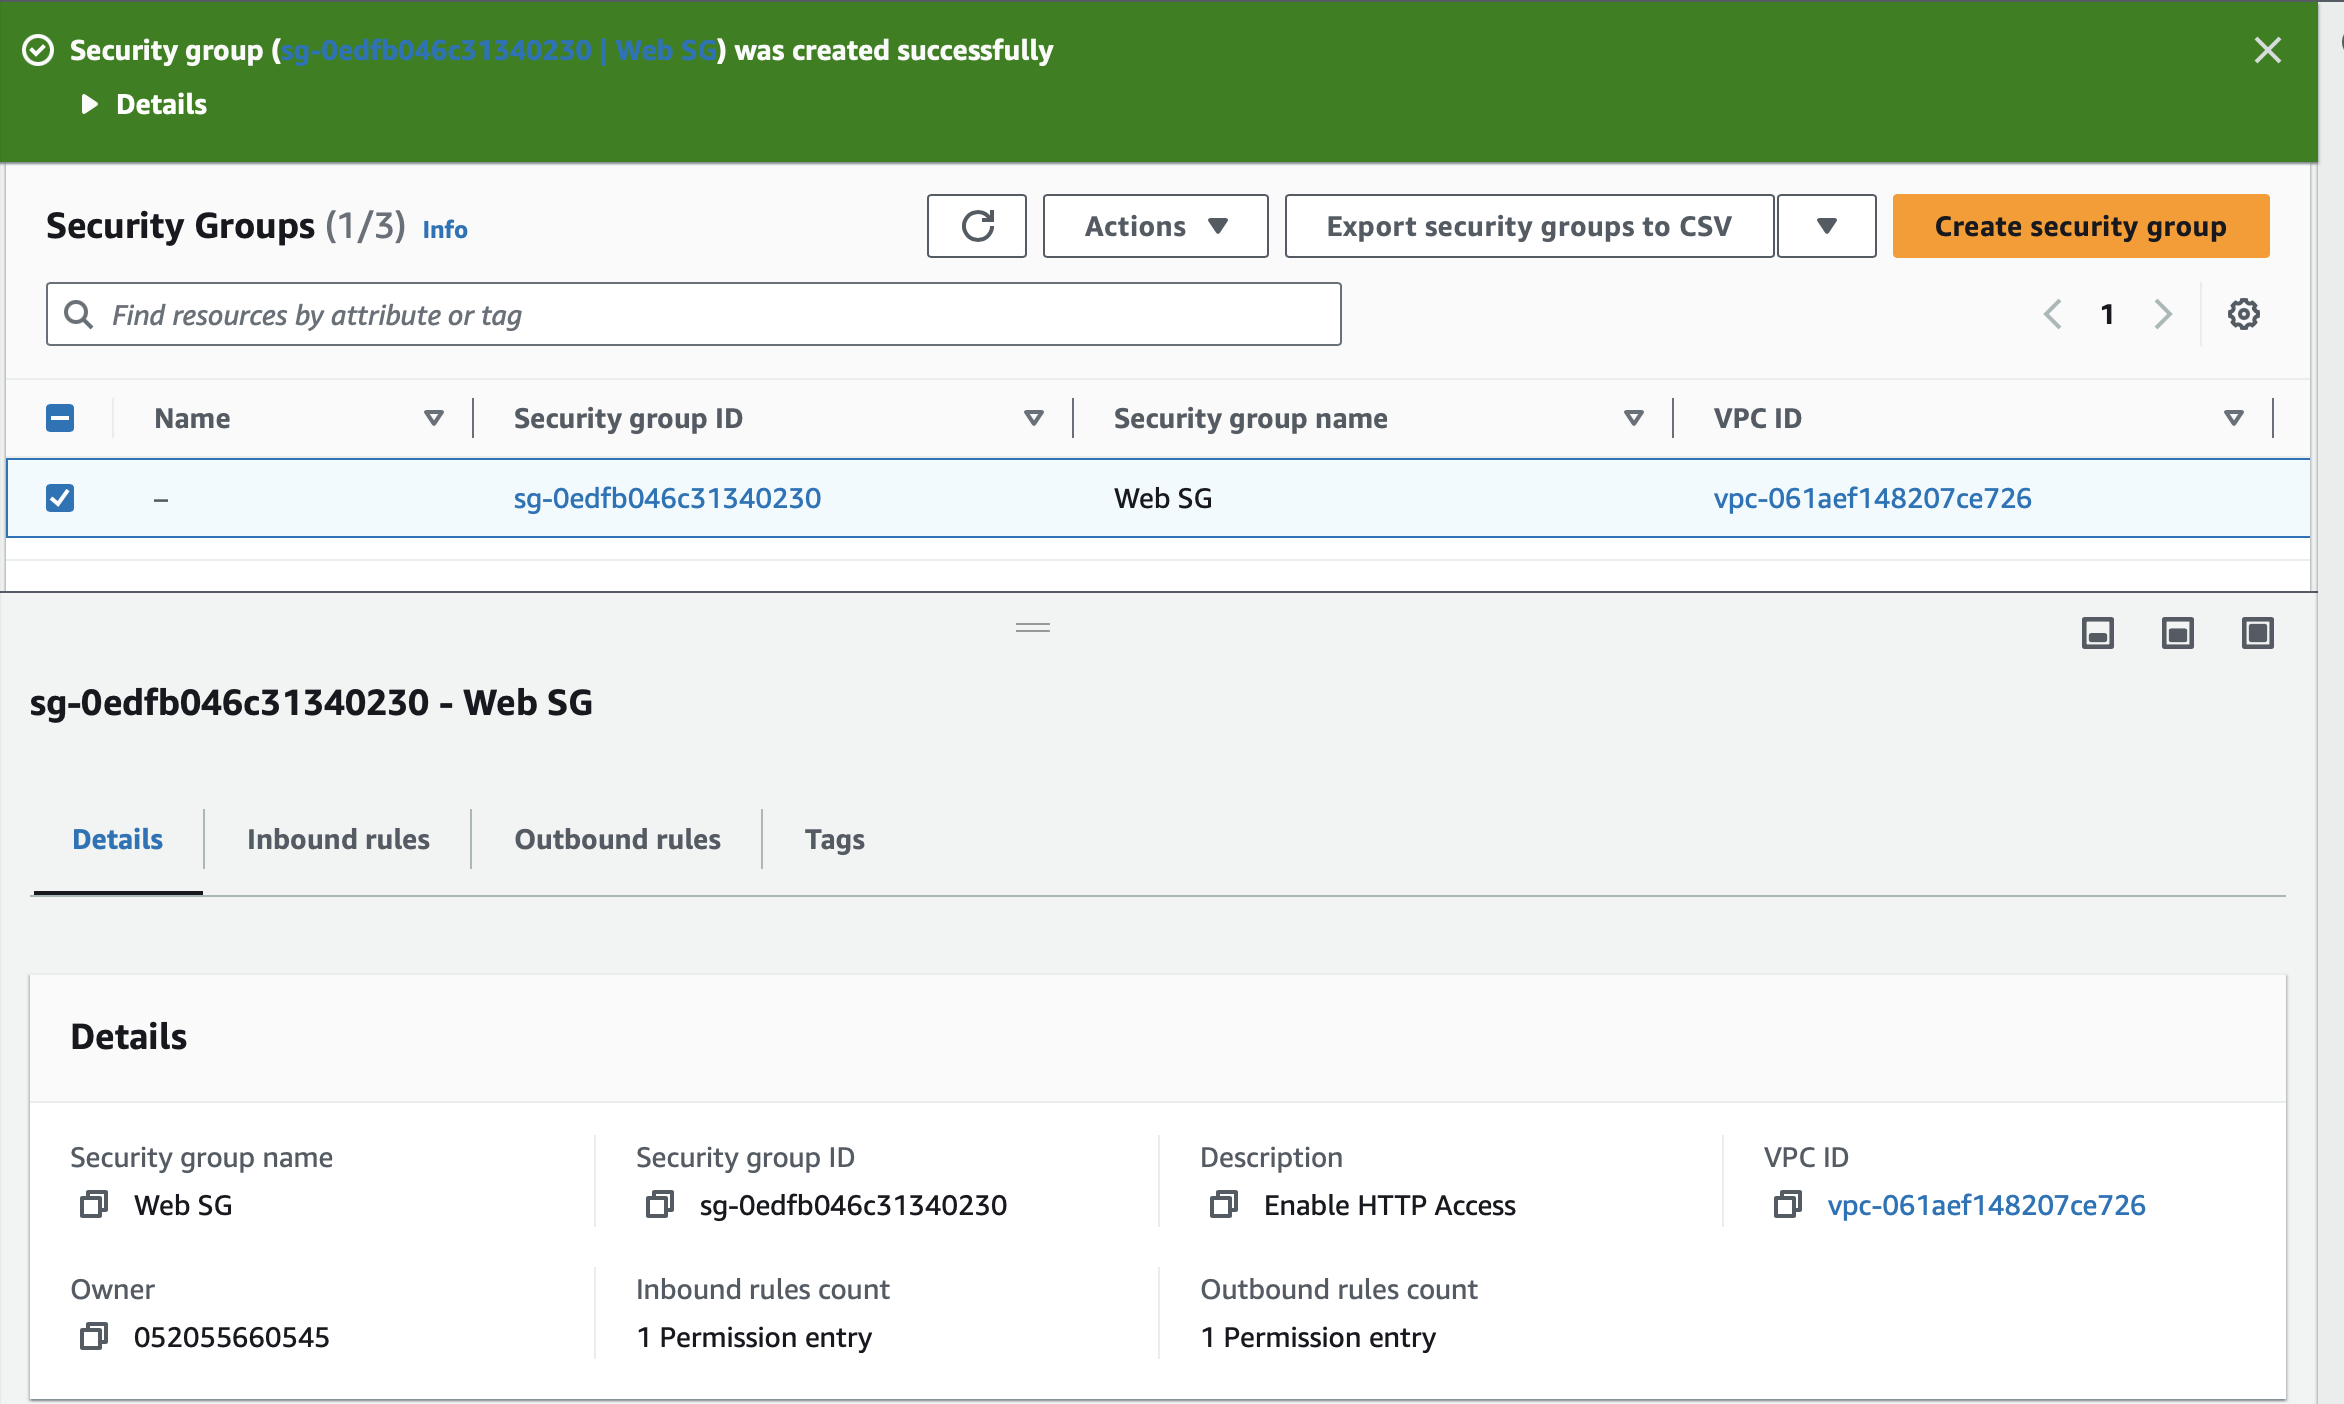 Security group (sg-0edfb046c31340230 | Web SG) was created successfully
Details
Security Groups (1/3) Info
Actions
Export security groups to CSV
Create security group
Find resources by attribute or tag
1
Name Security group ID Security group name VPC ID
– sg-0edfb046c31340230 Web SG vpc-061aef148207ce726
sg-0edfb046c31340230 - Web SG
Details Inbound rules Outbound rules Tags
Details
Security group name Security group ID Description VPC ID
Web SG sg-0edfb046c31340230 Enable HTTP Access vpc-061aef148207ce726
Owner Inbound rules count Outbound rules count
052055660545 1 Permission entry 1 Permission entry